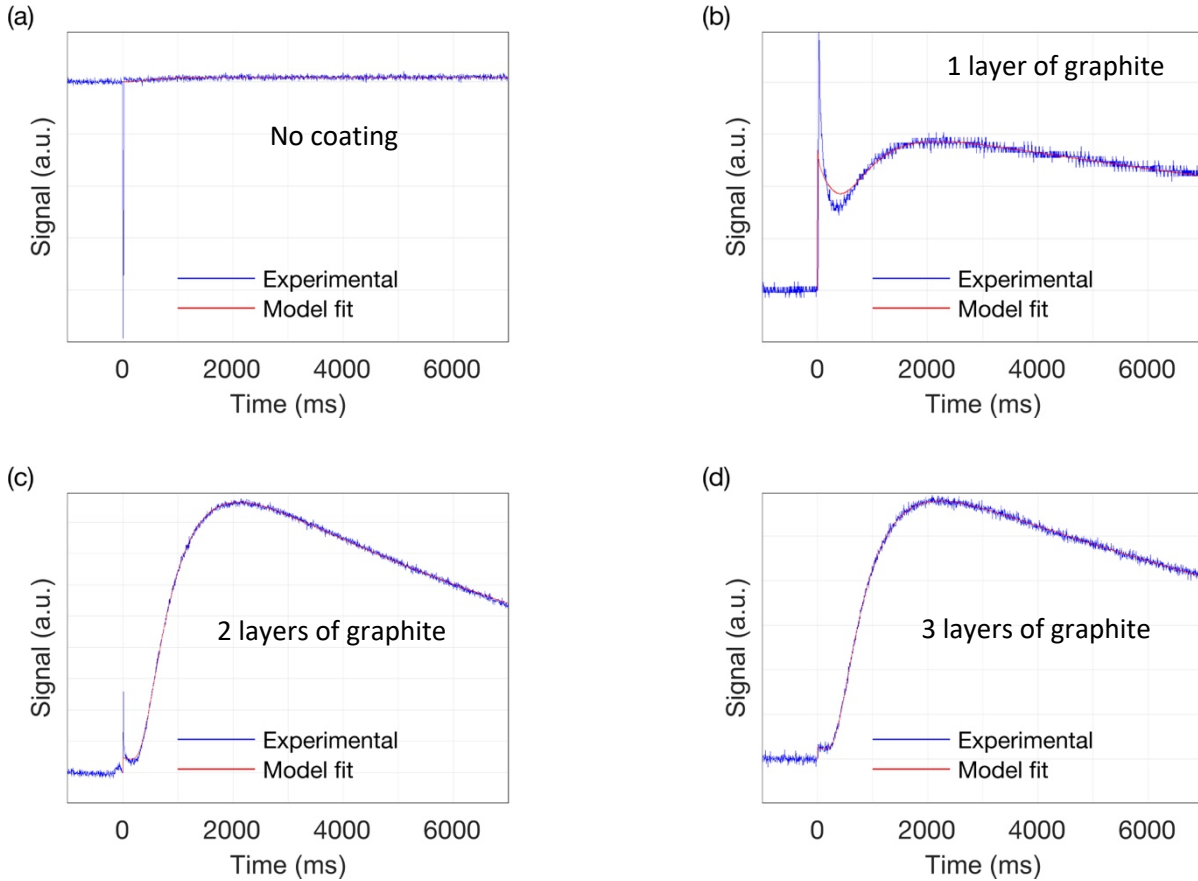 (a)
Signal (a.u.)
No coating
Experimental
Model fit
0 2000 4000 6000
Time (ms)
(b)
Signal (a.u.)
1 layer of graphite
Experimental
Model fit
0 2000 4000 6000
Time (ms)
(c)
Signal (a.u.)
2 layers of graphite
Experimental
Model fit
0 2000 4000 6000
Time (ms)
(d)
Signal (a.u.)
3 layers of graphite
Experimental
Model fit
0 2000 4000 6000
Time (ms)